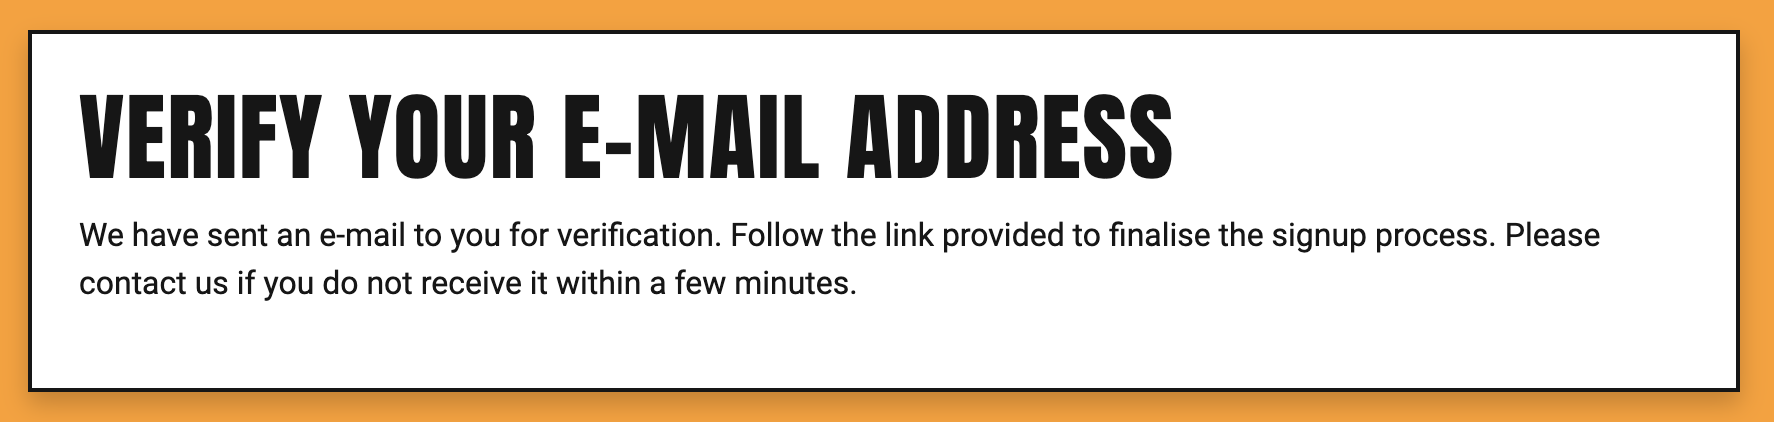 VERIFY YOUR E-MAIL ADDRESS
We have sent an e-mail to you for verification. Follow the link provided to finalise the signup process. Please
contact us if you do not receive it within a few minutes.